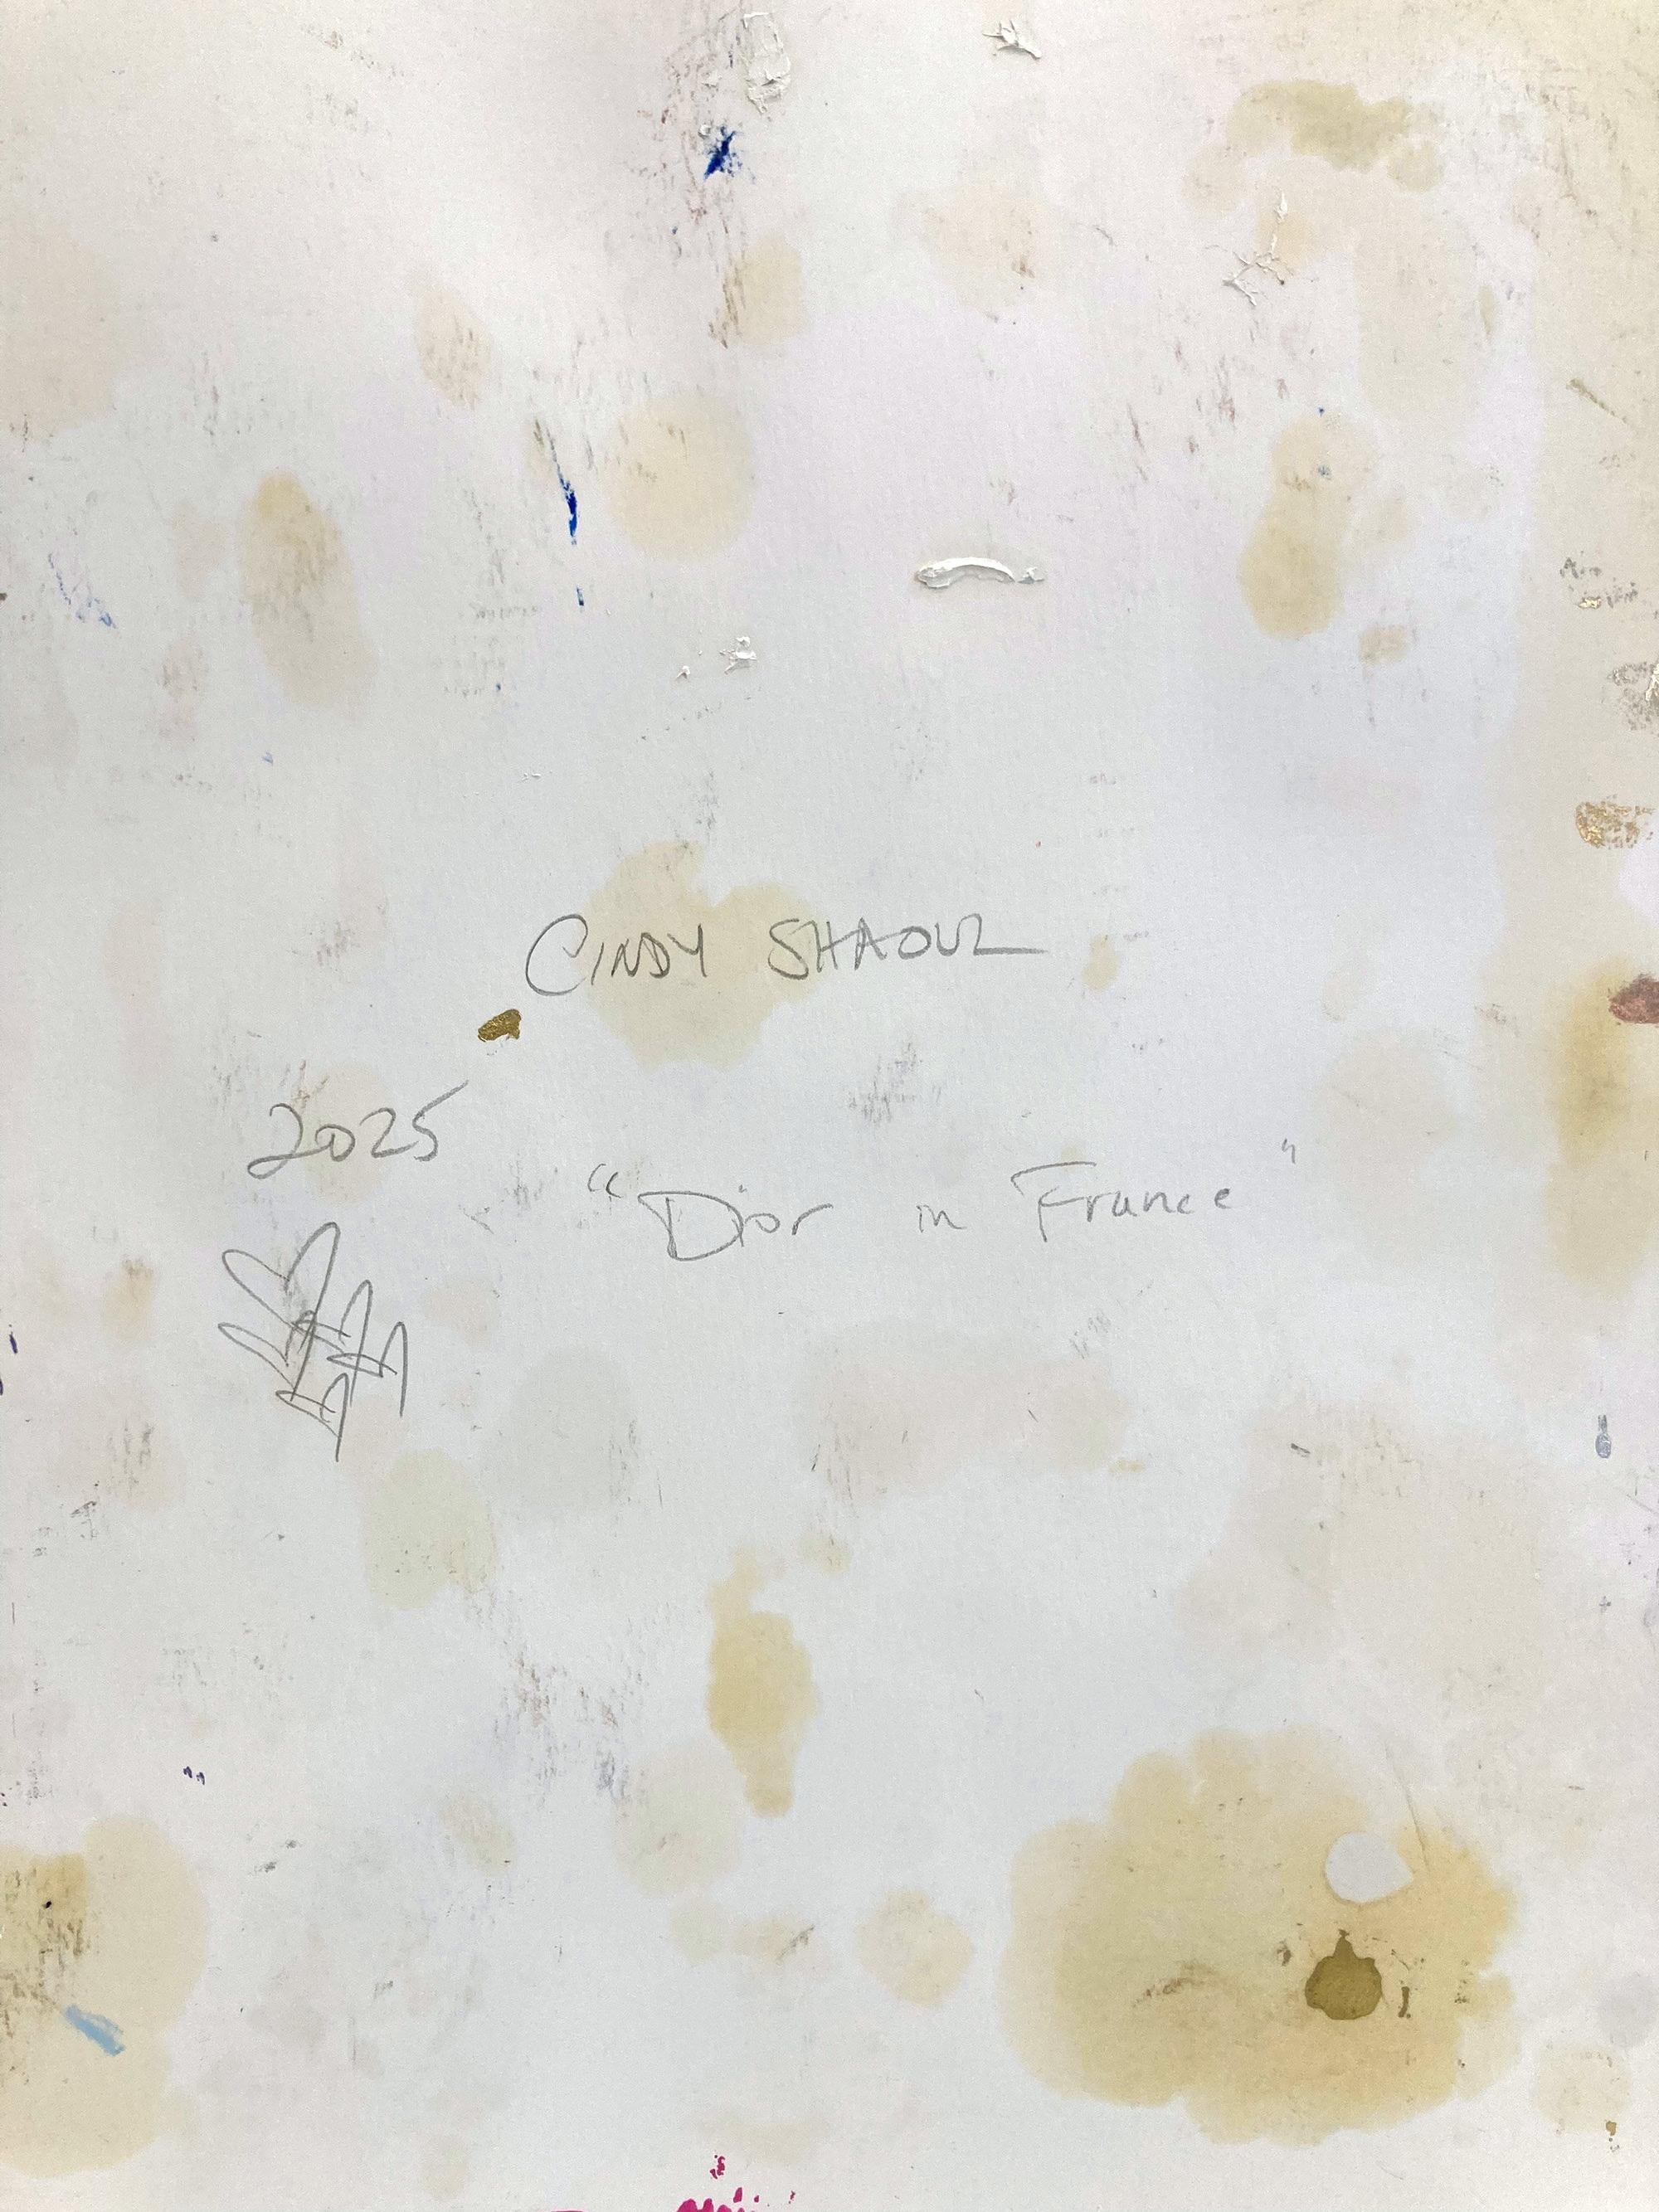 CINDY SHAOUL
2025
"Dior in France"